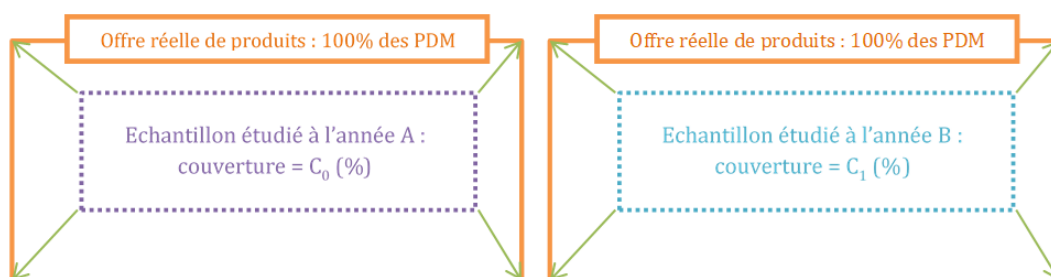 Offre réelle de produits : 100% des PDM
Echantillon étudié à l'année A :
couverture = C₀ (%)
Offre réelle de produits : 100% des PDM
Echantillon étudié à l'année B :
couverture = C₁ (%)